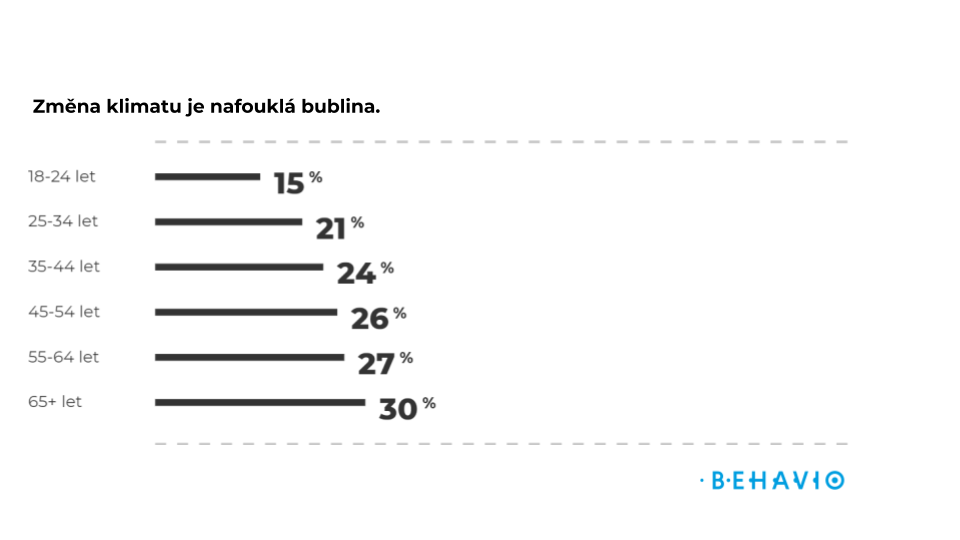 Změna klimatu je nafouklá bublina.
18-24 let 15 %
25-34 let 21 %
35-44 let 24 %
45-54 let 26 %
55-64 let 27 %
65+ let 30 %
BEHAVIO